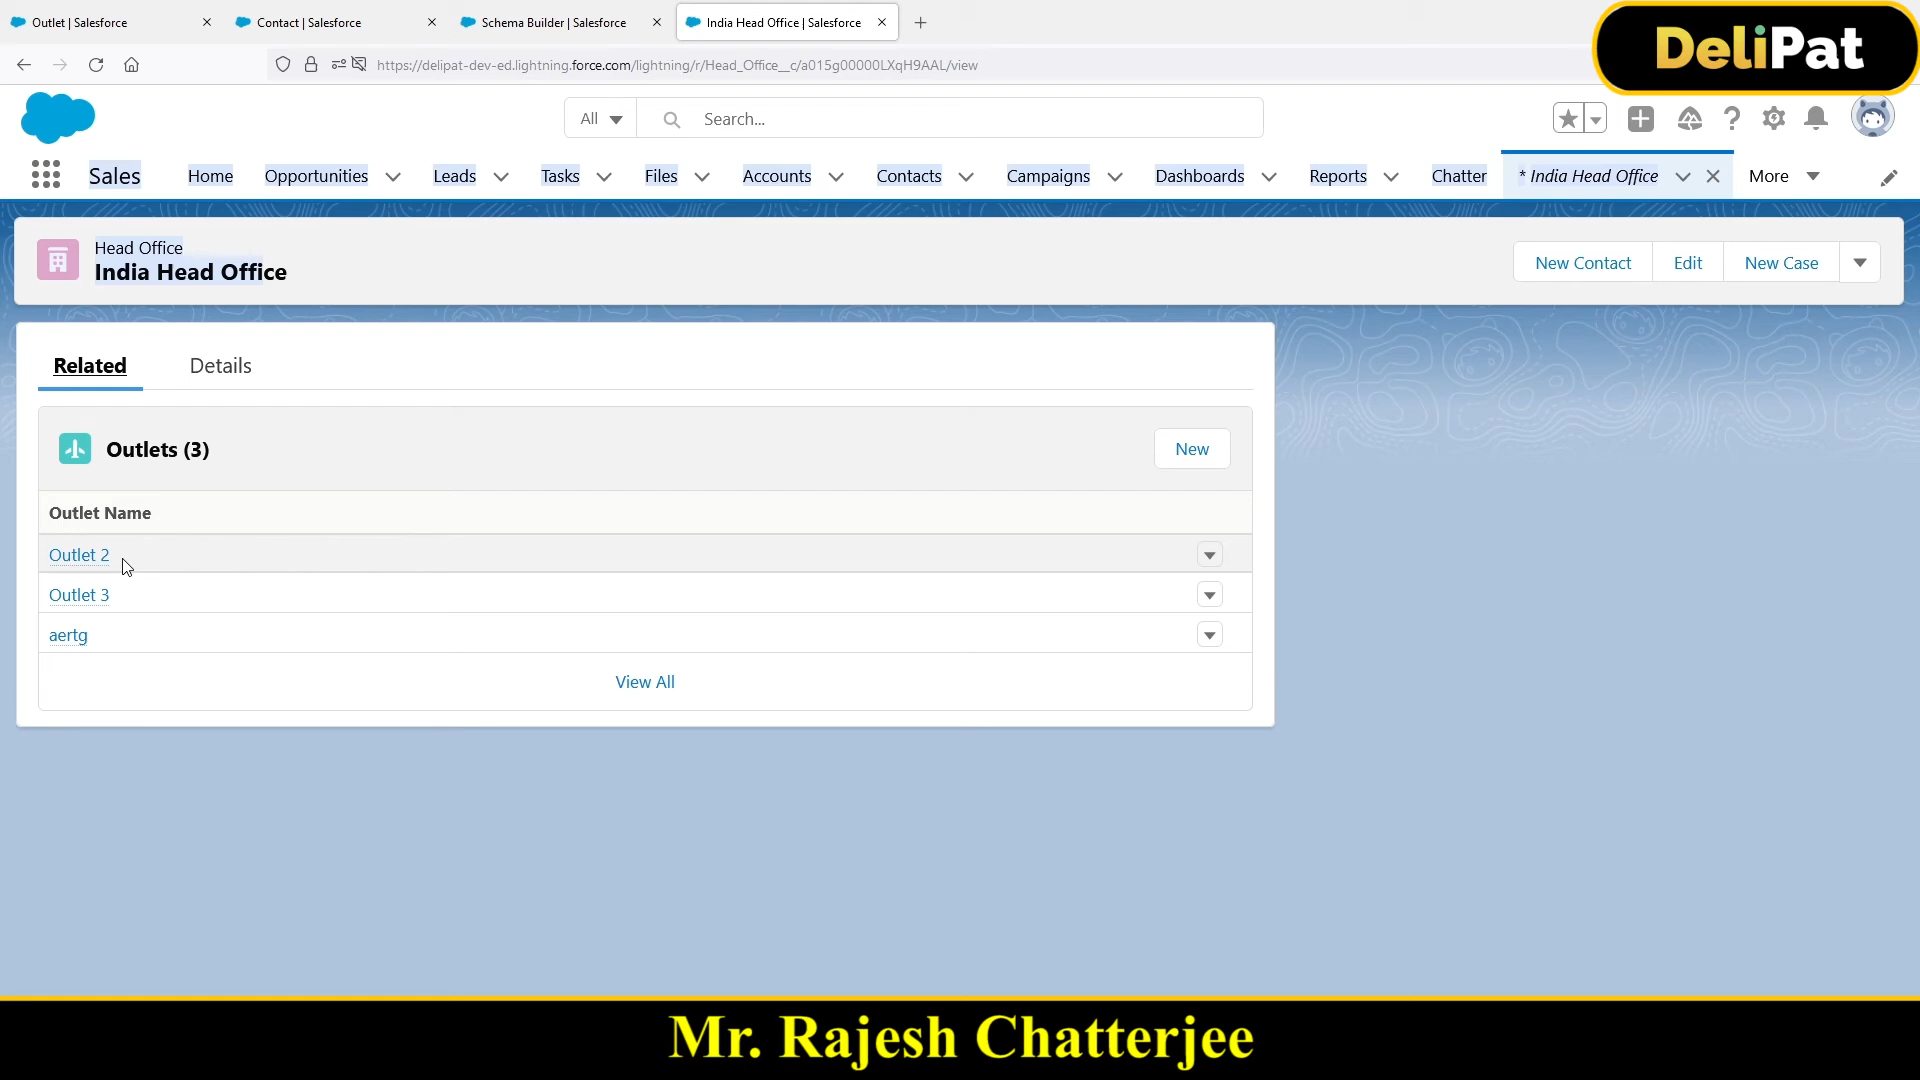 Outlet | Salesforce
Contact | Salesforce
Schema Builder | Salesforce
India Head Office | Salesforce
DeliPat
https://delipat-dev-ed.lightning.force.com/lightning/r/Head_Office__c/a015g00000LXqH9AAL/view
All
Search...
Sales
Home
Opportunities
Leads
Tasks
Files
Accounts
Contacts
Campaigns
Dashboards
Reports
Chatter
* India Head Office
More
Head Office
India Head Office
New Contact
Edit
New Case
Related
Details
Outlets (3)
New
Outlet Name
Outlet 2
Outlet 3
aertg
View All
Mr. Rajesh Chatterjee